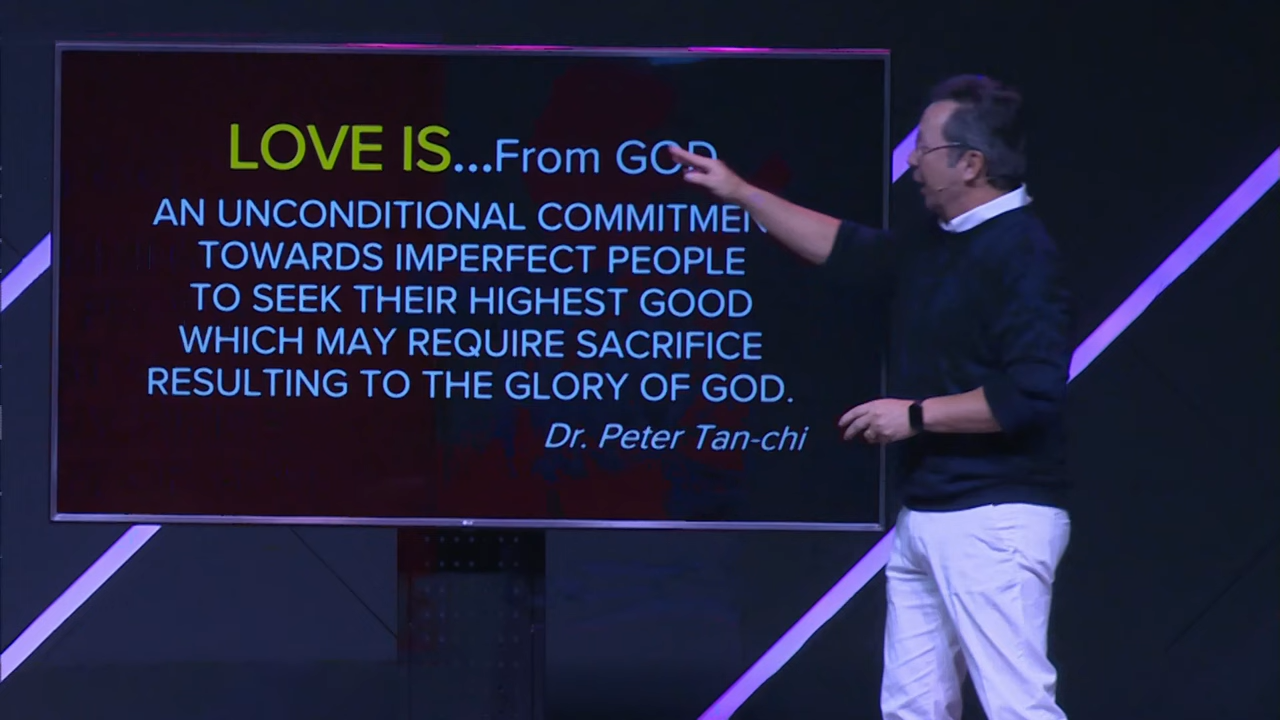 LOVE IS...From GOD
AN UNCONDITIONAL COMMITMEN
TOWARDS IMPERFECT PEOPLE
TO SEEK THEIR HIGHEST GOOD
WHICH MAY REQUIRE SACRIFICE
RESULTING TO THE GLORY OF GOD.
Dr. Peter Tan-chi